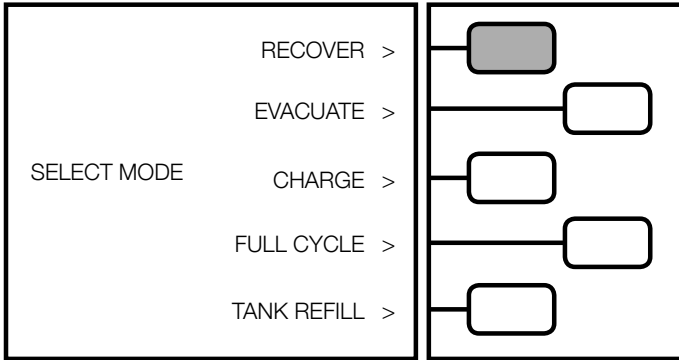 RECOVER >
EVACUATE >
SELECT MODE
CHARGE >
FULL CYCLE >
TANK REFILL >